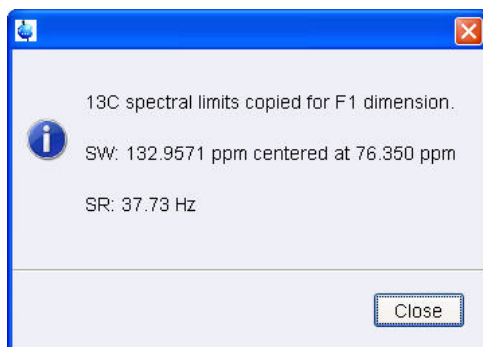 13C spectral limits copied for F1 dimension.
SW: 132.9571 ppm centered at 76.350 ppm
SR: 37.73 Hz
Close